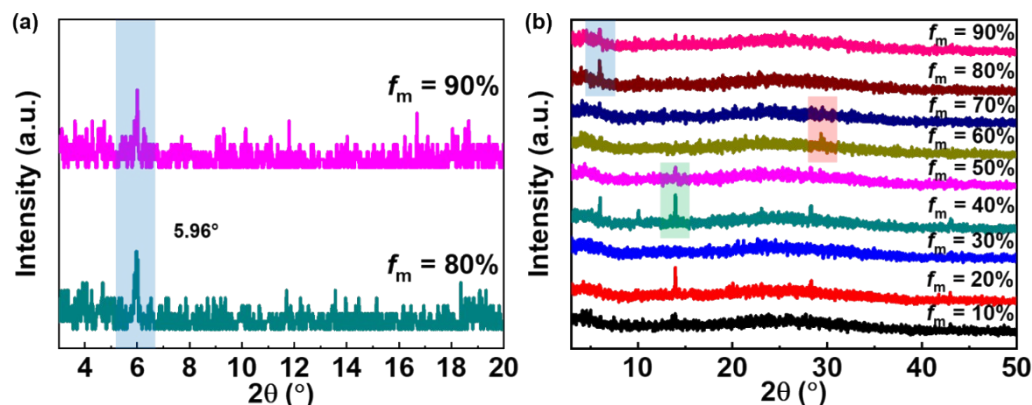 (a)
Intensity (a.u.)
fm = 90%
5.96°
fm = 80%
4 6 8 10 12 14 16 18 20
2θ (°)
(b)
Intensity (a.u.)
fm = 90%
fm = 80%
fm = 70%
fm = 60%
fm = 50%
fm = 40%
fm = 30%
fm = 20%
fm = 10%
10 20 30 40 50
2θ (°)